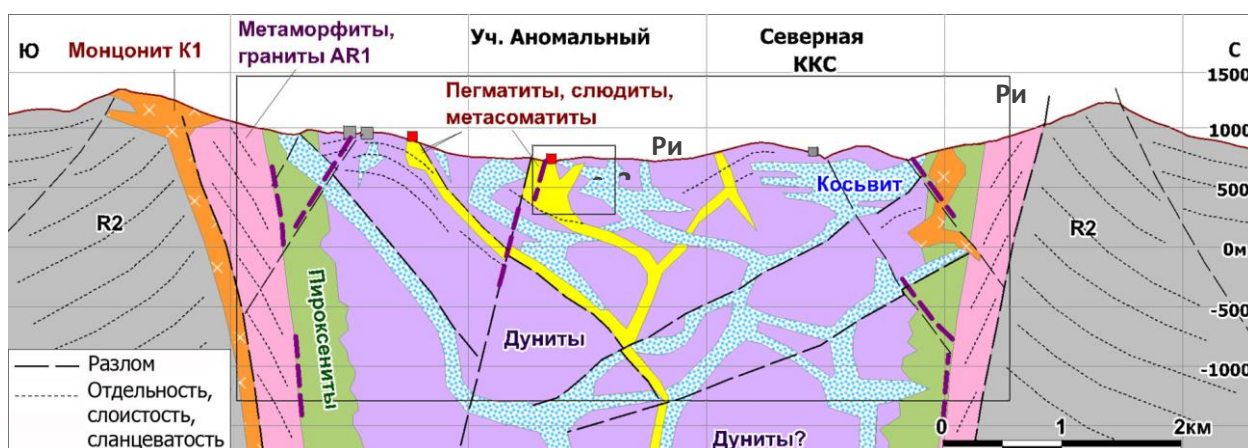 Ю
Монцонит К1
Метаморфиты,
граниты AR1
Уч. Аномальный
Северная
ККС
С
1500
Пегматиты, слюдиты,
метасоматиты
Ри
Ри
1000
Косьвит
500
R2
R2
0м
-500
Пироксениты
Дуниты
-1000
Разлом
Отдельность,
слоистость,
сланцеватость
Дуниты?
0
1
2км